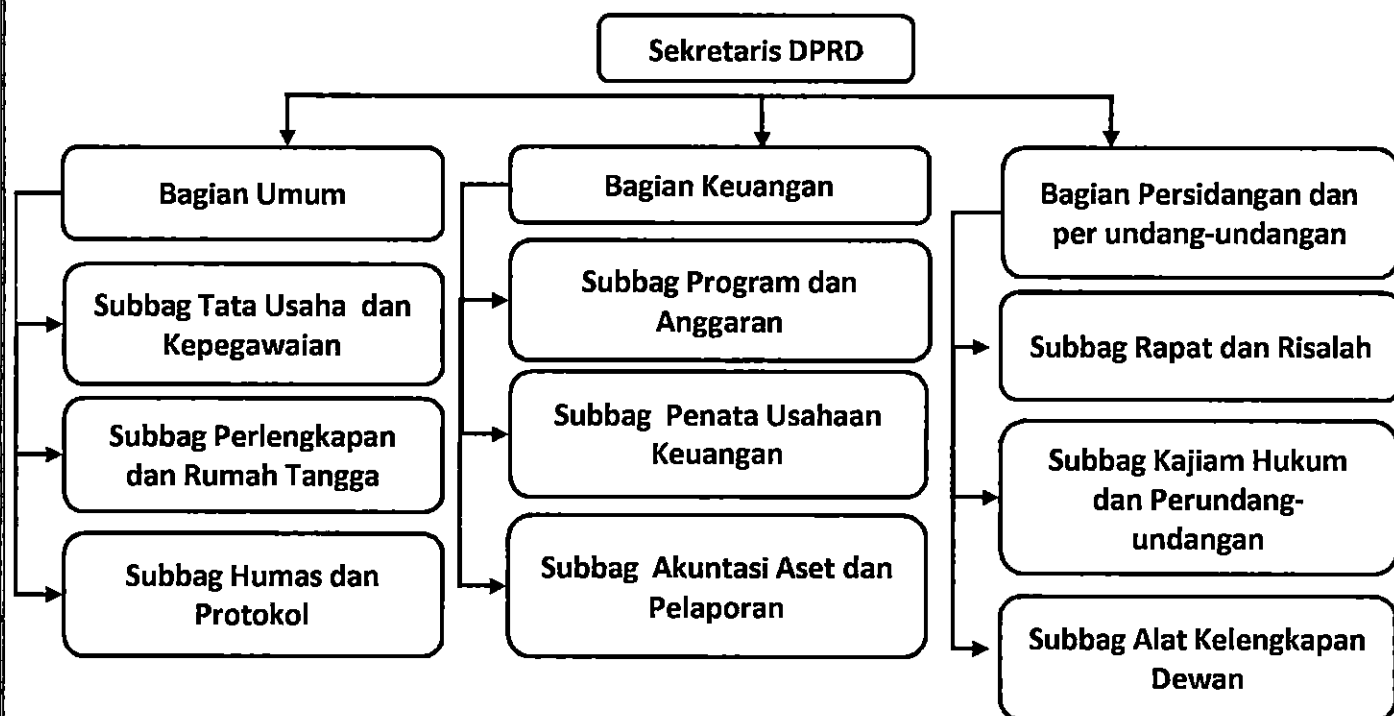 Sekretaris DPRD
Bagian Umum
Subbag Tata Usaha dan
Kepegawaian
Subbag Perlengkapan
dan Rumah Tangga
Subbag Humas dan
Protokol
Bagian Keuangan
Subbag Program dan
Anggaran
Subbag Penata Usahaan
Keuangan
Subbag Akuntasi Aset dan
Pelaporan
Bagian Persidangan dan
per undang-undangan
Subbag Rapat dan Risalah
Subbag Kajiam Hukum
dan Perundang-
undangan
Subbag Alat Kelengkapan
Dewan